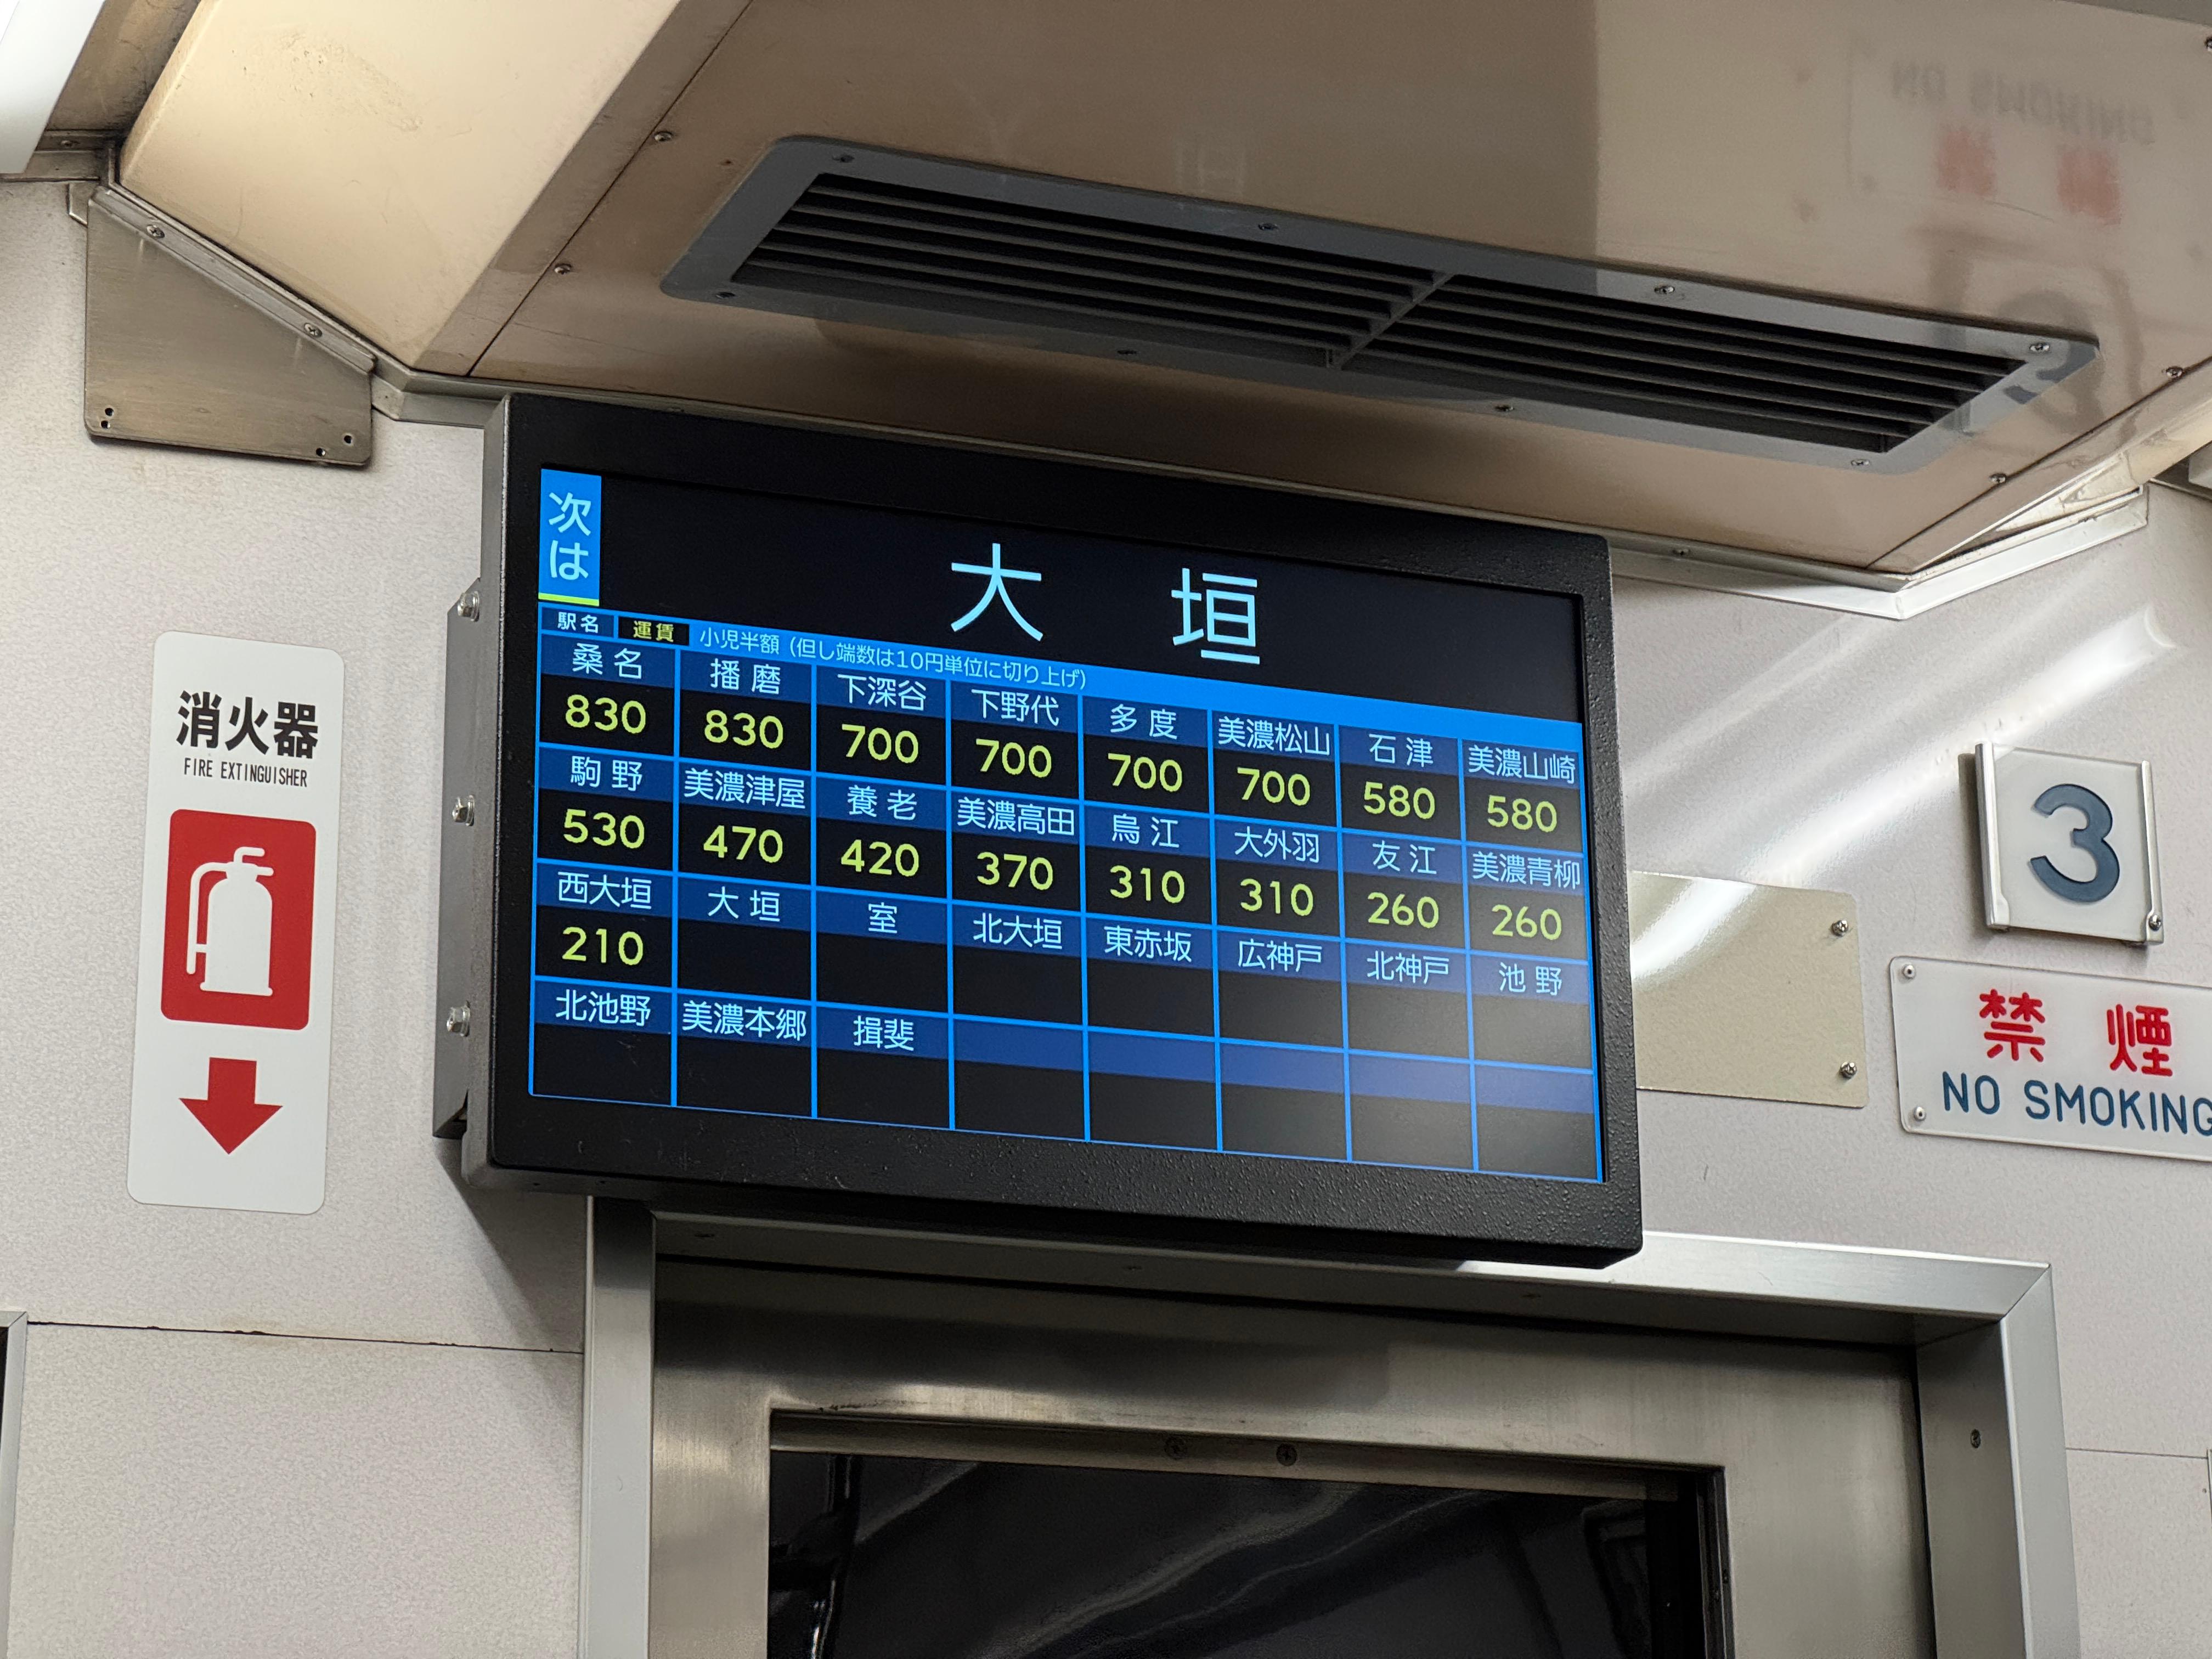 次は
大垣
駅名 運賃 小児半額（但し端数は10円単位に切り上げ）
桑名 播磨 下深谷 下野代 多度 美濃松山 石津 美濃山崎
830 830 700 700 700 700 580 580
駒野 美濃津屋 養老 美濃高田 烏江 大外羽 友江 美濃青柳
530 470 420 370 310 310 260 260
西大垣 大垣 室 北大垣 東赤坂 広神戸 北神戸 池野
210
北池野 美濃本郷 揖斐
消火器
FIRE EXTINGUISHER
3
禁煙
NO SMOKING